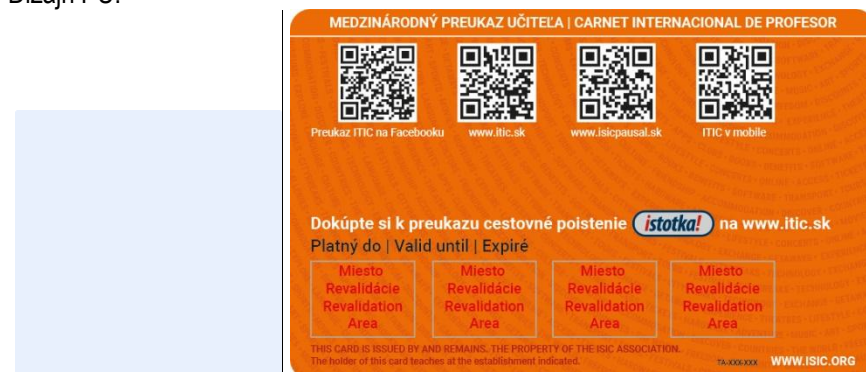 MEDZINÁRODNÝ PREUKAZ UČITEĽA | CARNET INTERNACIONAL DE PROFESOR
Preukaz ITIC na Facebooku www.itic.sk www.isicpausal.sk ITIC v mobile
Dokúpte si k preukazu cestovné poistenie istotka! na www.itic.sk
Platný do | Valid until | Expiré
Miesto Miesto Miesto Miesto
Revalidácie Revalidácie Revalidácie Revalidácie
Revalidation Revalidation Revalidation Revalidation
Area Area Area Area
THIS CARD IS ISSUED BY AND REMAINS. THE PROPERTY OF THE ISIC ASSOCIATION.
The holder of this card teaches at the establishment indicated. TA-XXX-XXX WWW.ISIC.ORG